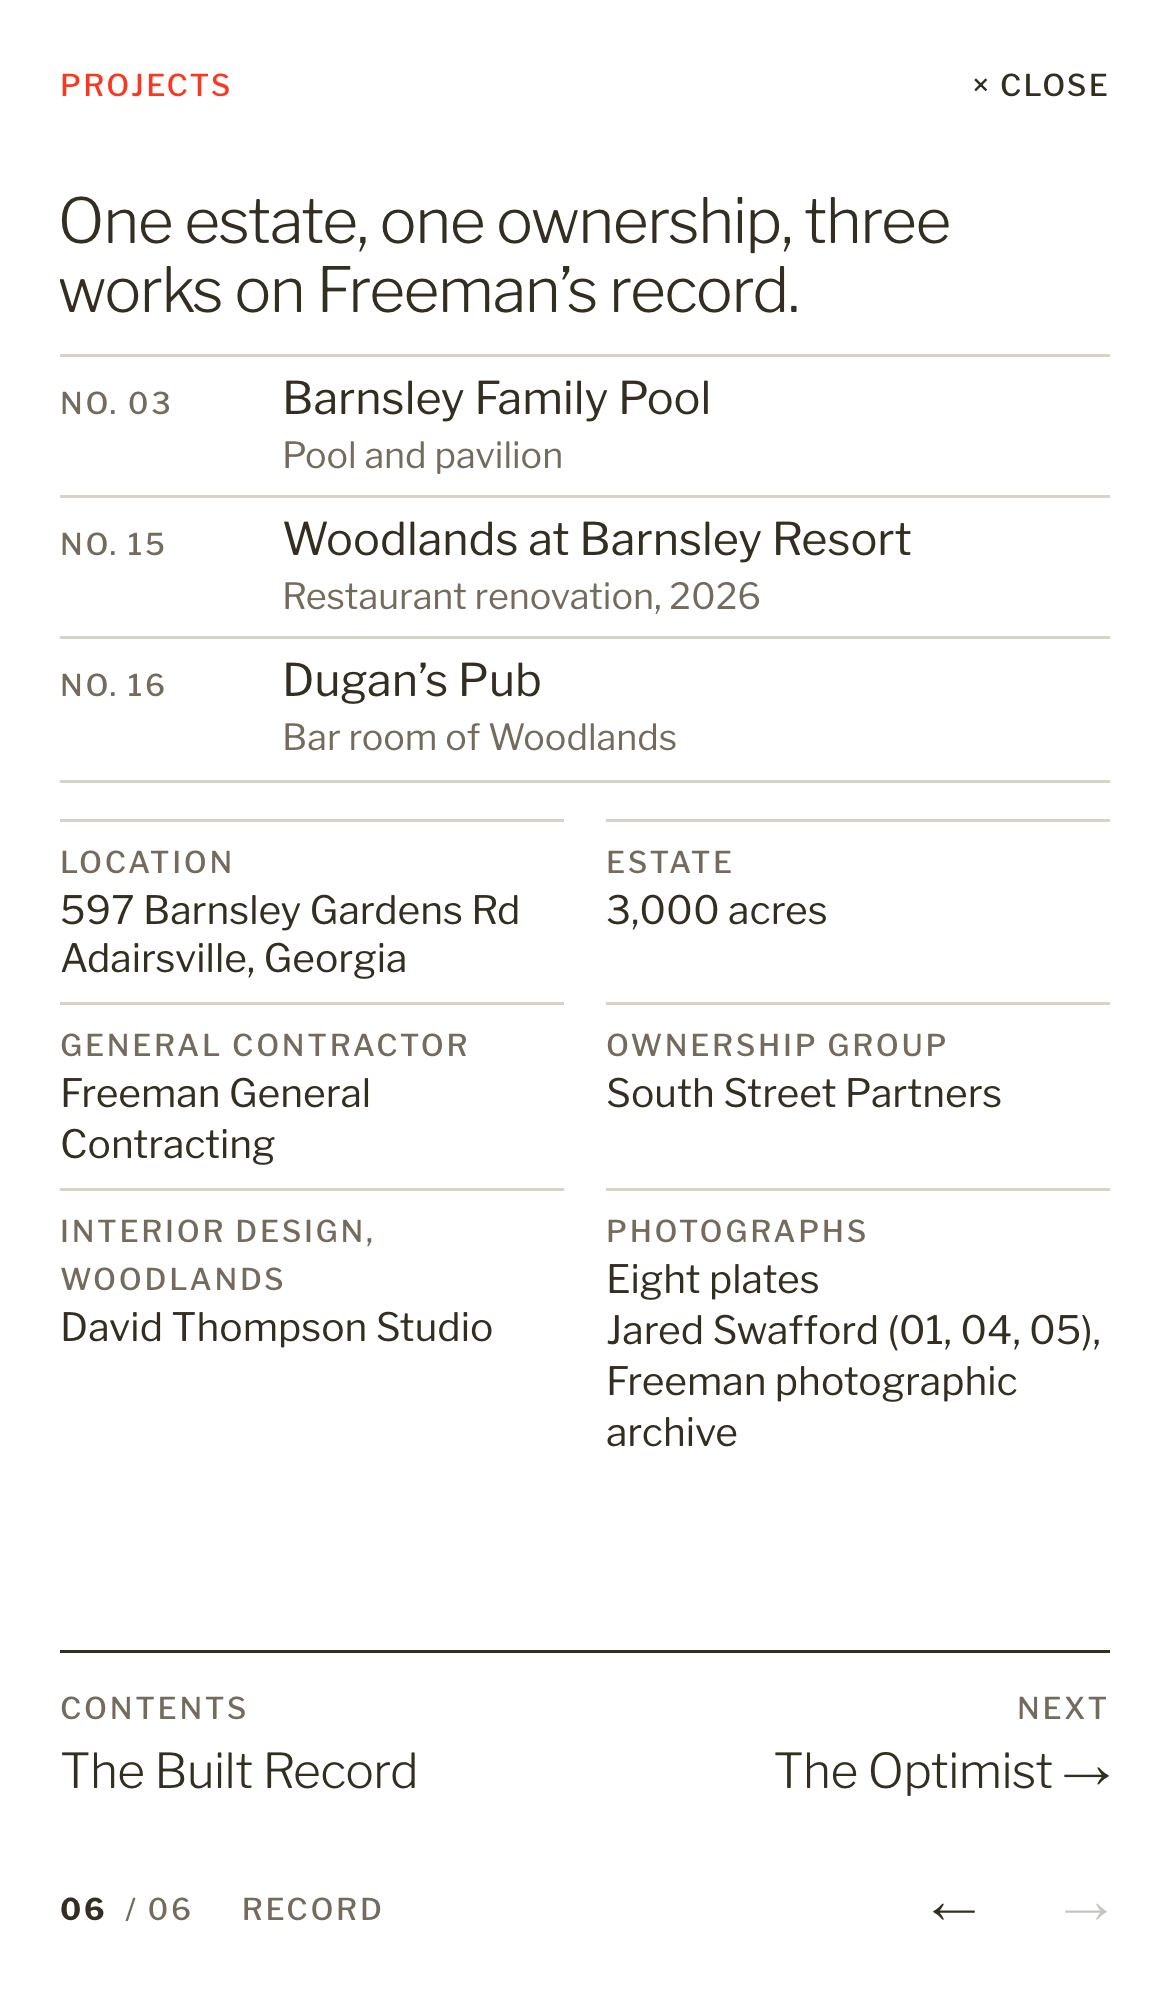 PROJECTS
× CLOSE
One estate, one ownership, three
works on Freeman’s record.
NO. 03
Barnsley Family Pool
Pool and pavilion
NO. 15
Woodlands at Barnsley Resort
Restaurant renovation, 2026
NO. 16
Dugan’s Pub
Bar room of Woodlands
LOCATION
597 Barnsley Gardens Rd
Adairsville, Georgia
ESTATE
3,000 acres
GENERAL CONTRACTOR
Freeman General
Contracting
OWNERSHIP GROUP
South Street Partners
INTERIOR DESIGN,
WOODLANDS
David Thompson Studio
PHOTOGRAPHS
Eight plates
Jared Swafford (01, 04, 05),
Freeman photographic
archive
CONTENTS
The Built Record
NEXT
The Optimist →
06 / 06 RECORD
← →